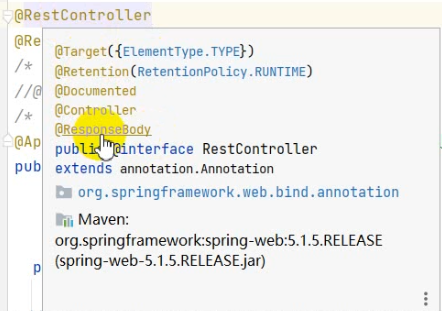 @RestController
@Re
/*
//@
/*
@Ap
pub
p
@Target({ElementType.TYPE})
@Retention(RetentionPolicy.RUNTIME)
@Documented
@Controller
@ResponseBody
public @interface RestController
extends annotation.Annotation
org.springframework.web.bind.annotation
Maven:
org.springframework:spring-web:5.1.5.RELEASE
(spring-web-5.1.5.RELEASE.jar)